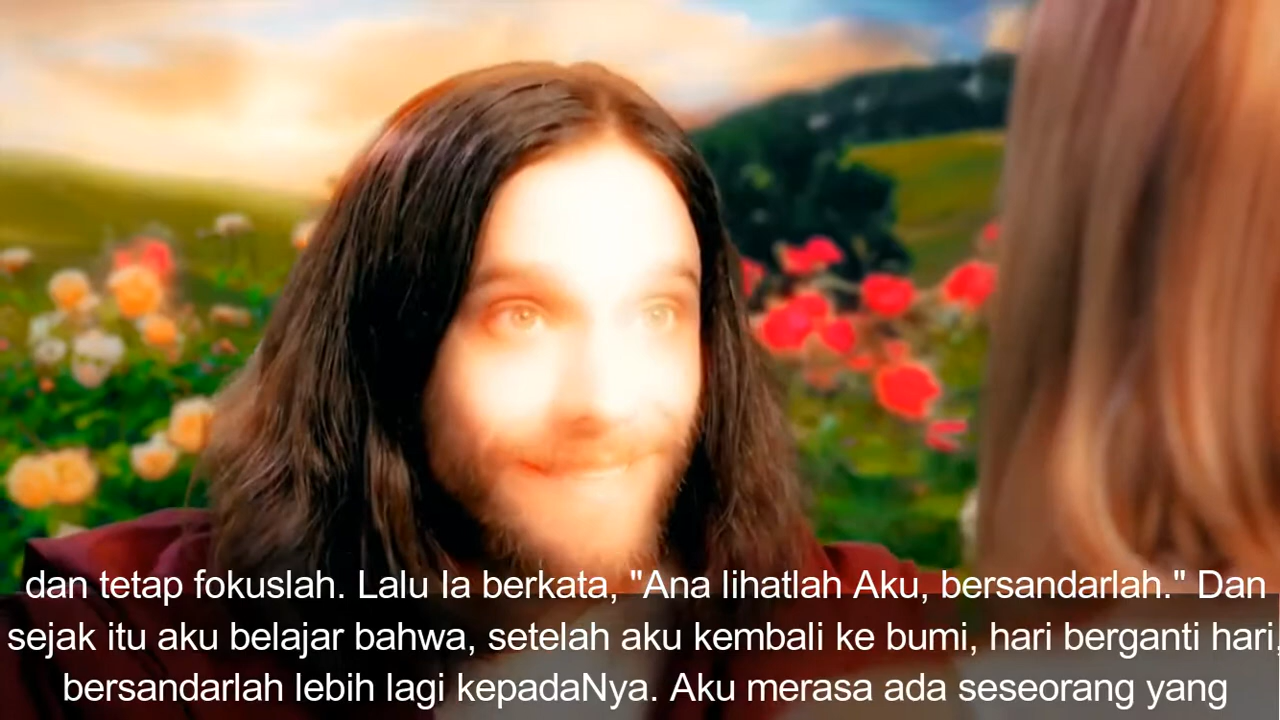 dan tetap fokuslah. Lalu Ia berkata, "Ana lihatlah Aku, bersandarlah." Dan
sejak itu aku belajar bahwa, setelah aku kembali ke bumi, hari berganti hari,
bersandarlah lebih lagi kepadaNya. Aku merasa ada seseorang yang